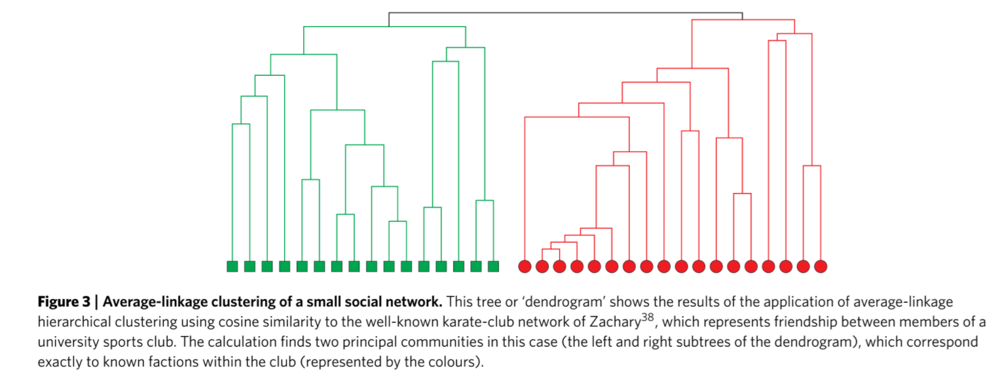 Figure 3 | Average-linkage clustering of a small social network. This tree or ‘dendrogram’ shows the results of the application of average-linkage
hierarchical clustering using cosine similarity to the well-known karate-club network of Zachary38, which represents friendship between members of a
university sports club. The calculation finds two principal communities in this case (the left and right subtrees of the dendrogram), which correspond
exactly to known factions within the club (represented by the colours).